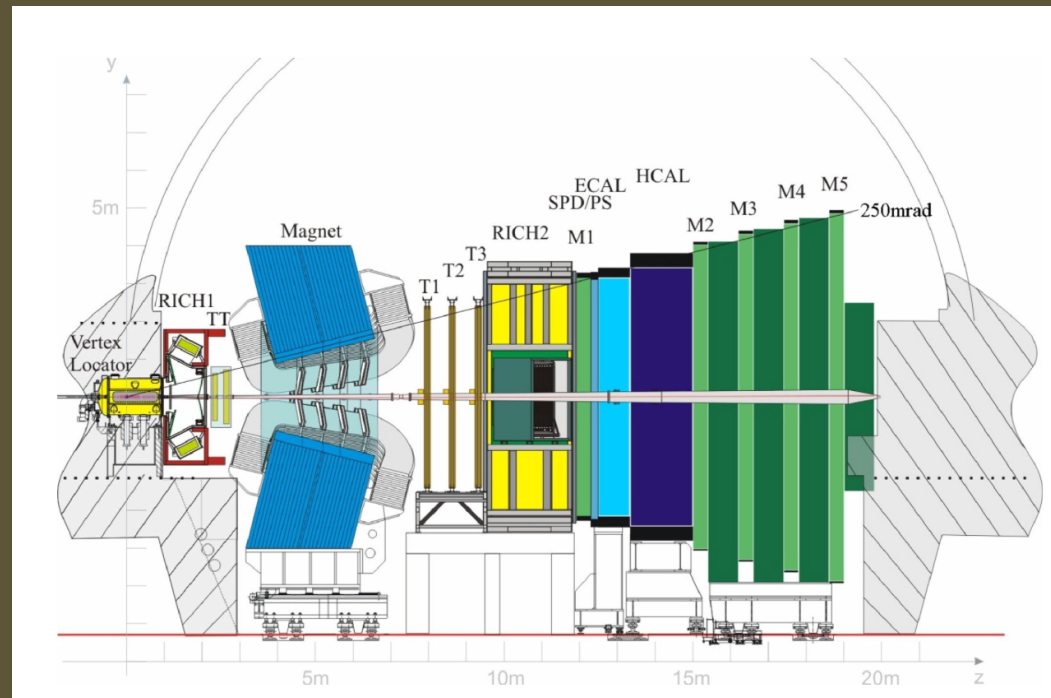 y
5m
Magnet
RICH1
TT
Vertex
Locator
T1
T2
T3
RICH2
SPD/PS
ECAL
M1
HCAL
M2
M3
M4
M5
250mrad
5m
10m
15m
20m
z